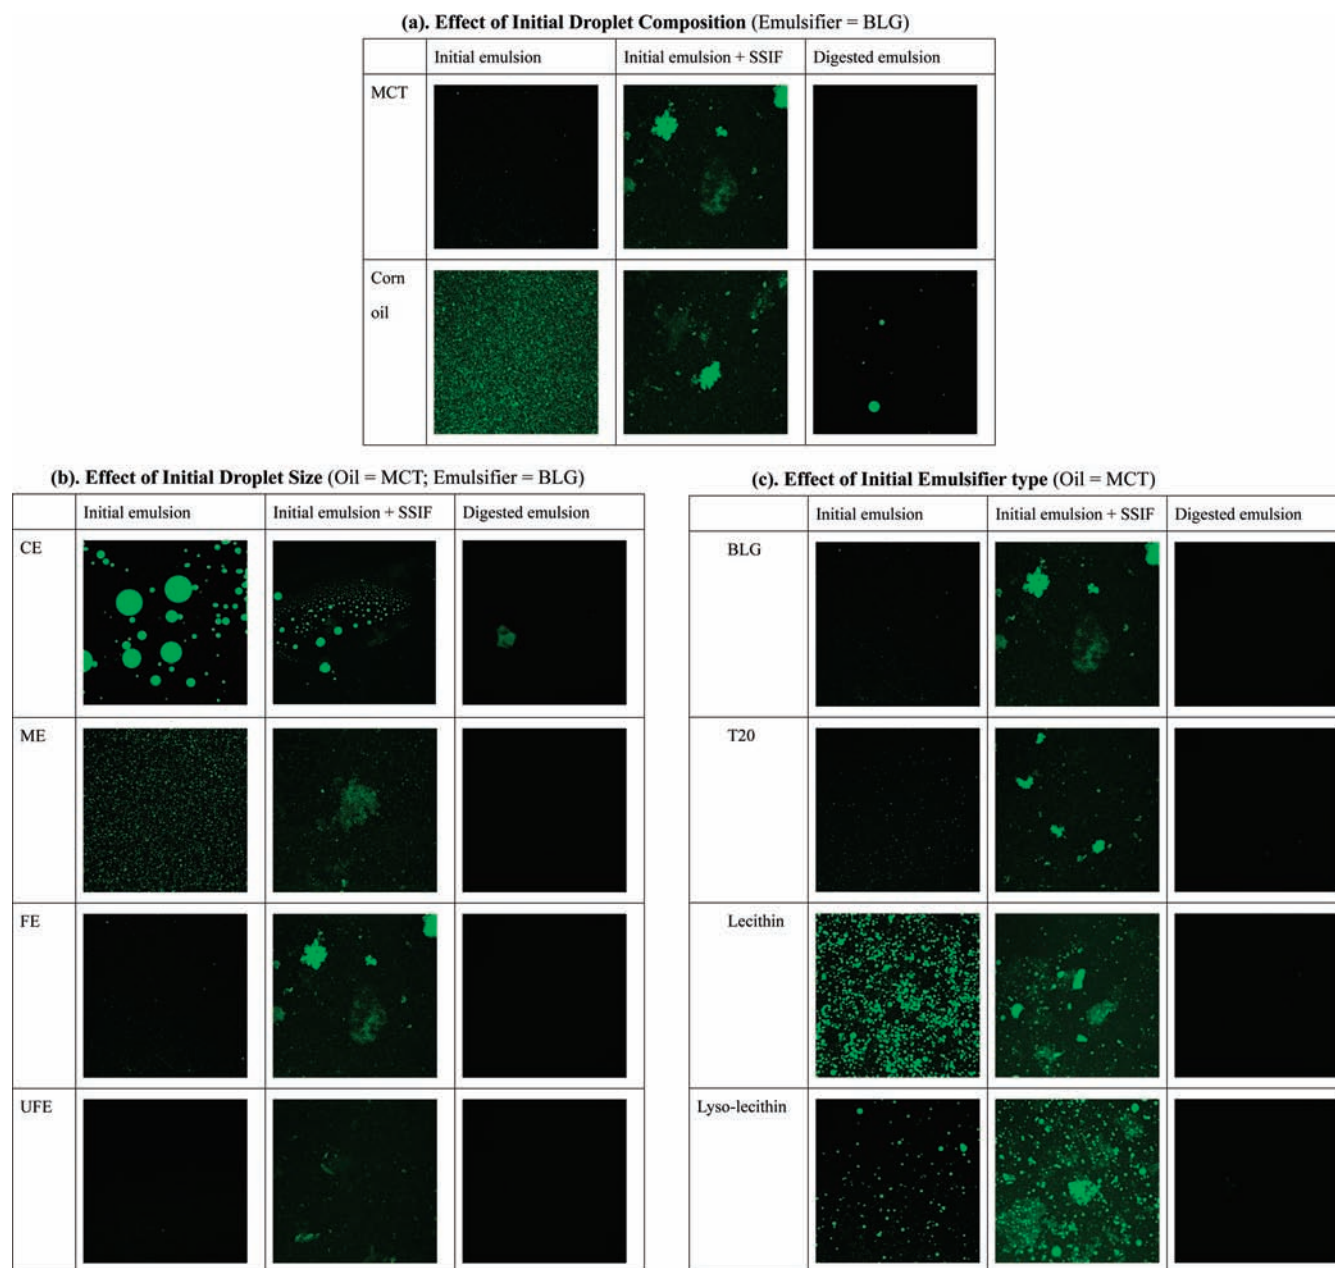 (a). Effect of Initial Droplet Composition (Emulsifier = BLG)
Initial emulsion Initial emulsion + SSIF Digested emulsion
MCT
Corn
oil
(b). Effect of Initial Droplet Size (Oil = MCT; Emulsifier = BLG)
Initial emulsion Initial emulsion + SSIF Digested emulsion
CE
ME
FE
UFE
(c). Effect of Initial Emulsifier type (Oil = MCT)
Initial emulsion Initial emulsion + SSIF Digested emulsion
BLG
T20
Lecithin
Lyso-lecithin